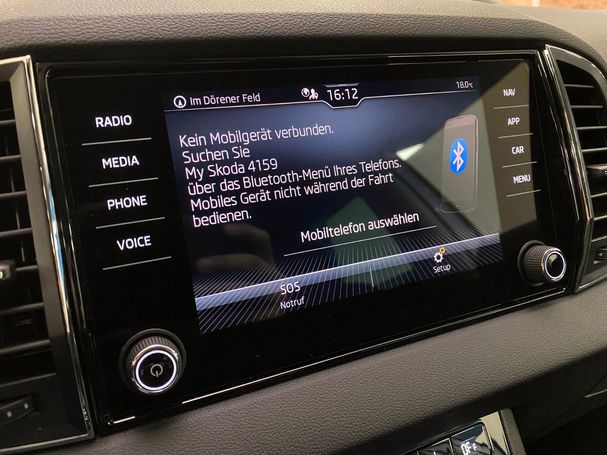 Im Dörener Feld
16:12
18.0°C
RADIO
MEDIA
PHONE
VOICE
NAV
APP
CAR
MENU
Kein Mobilgerät verbunden.
Suchen Sie
My Skoda 4159
über das Bluetooth-Menü Ihres Telefons.
Mobiles Gerät nicht während der Fahrt
bedienen.
Mobiltelefon auswählen
SOS
Notruf
Setup
OFF